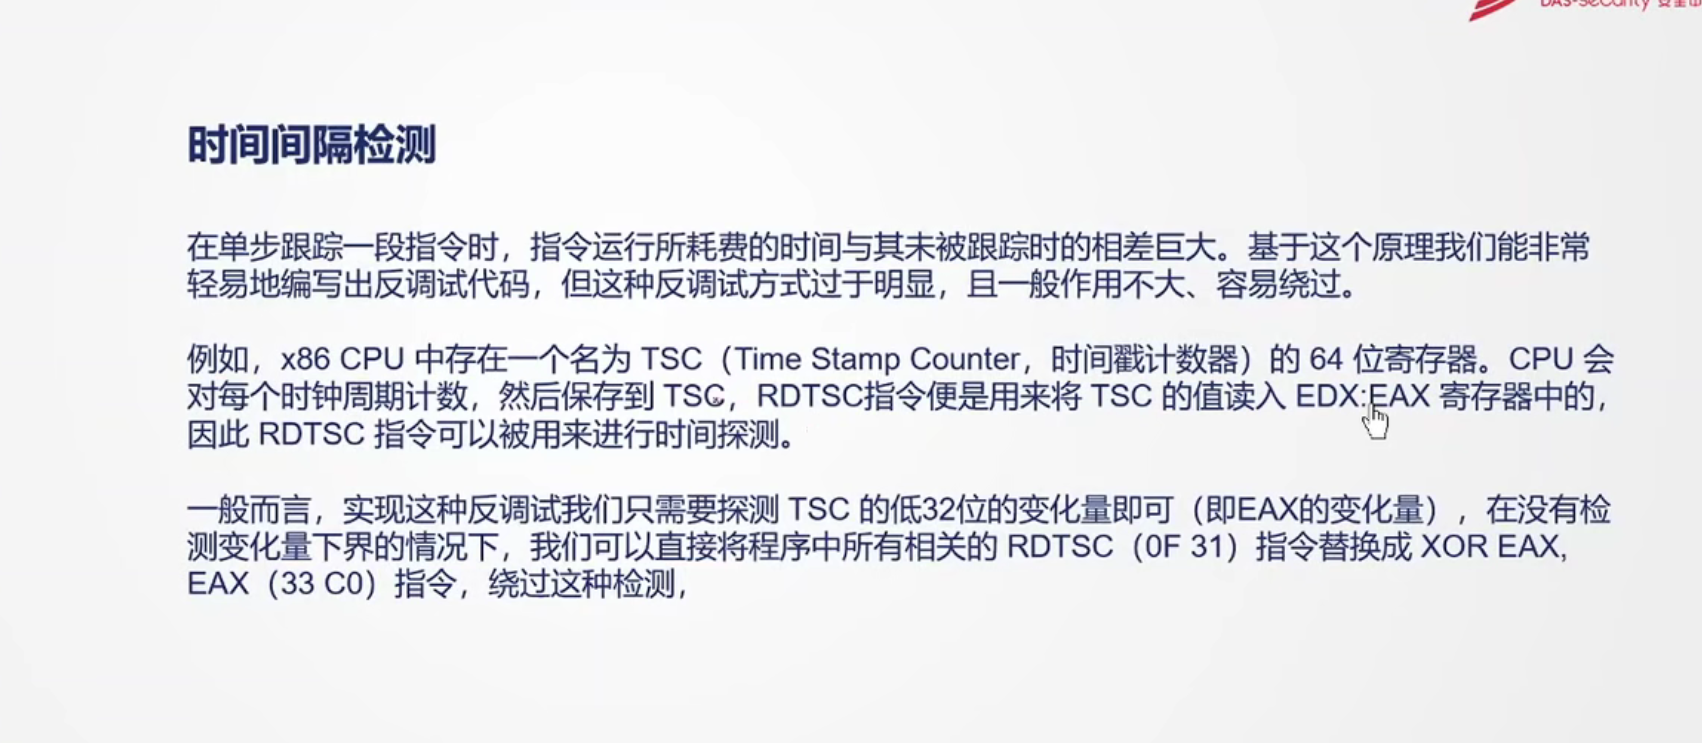 DAS-Security 安全中
时间间隔检测
在单步跟踪一段指令时，指令运行所耗费的时间与其未被跟踪时的相差巨大。基于这个原理我们能非常
轻易地编写出反调试代码，但这种反调试方式过于明显，且一般作用不大、容易绕过。
例如，x86 CPU 中存在一个名为 TSC（Time Stamp Counter，时间戳计数器）的 64 位寄存器。CPU 会
对每个时钟周期计数，然后保存到 TSC，RDTSC指令便是用来将 TSC 的值读入 EDX:EAX 寄存器中的，
因此 RDTSC 指令可以被用来进行时间探测。
一般而言，实现这种反调试我们只需要探测 TSC 的低32位的变化量即可（即EAX的变化量），在没有检
测变化量下界的情况下，我们可以直接将程序中所有相关的 RDTSC（0F 31）指令替换成 XOR EAX,
EAX（33 C0）指令，绕过这种检测，